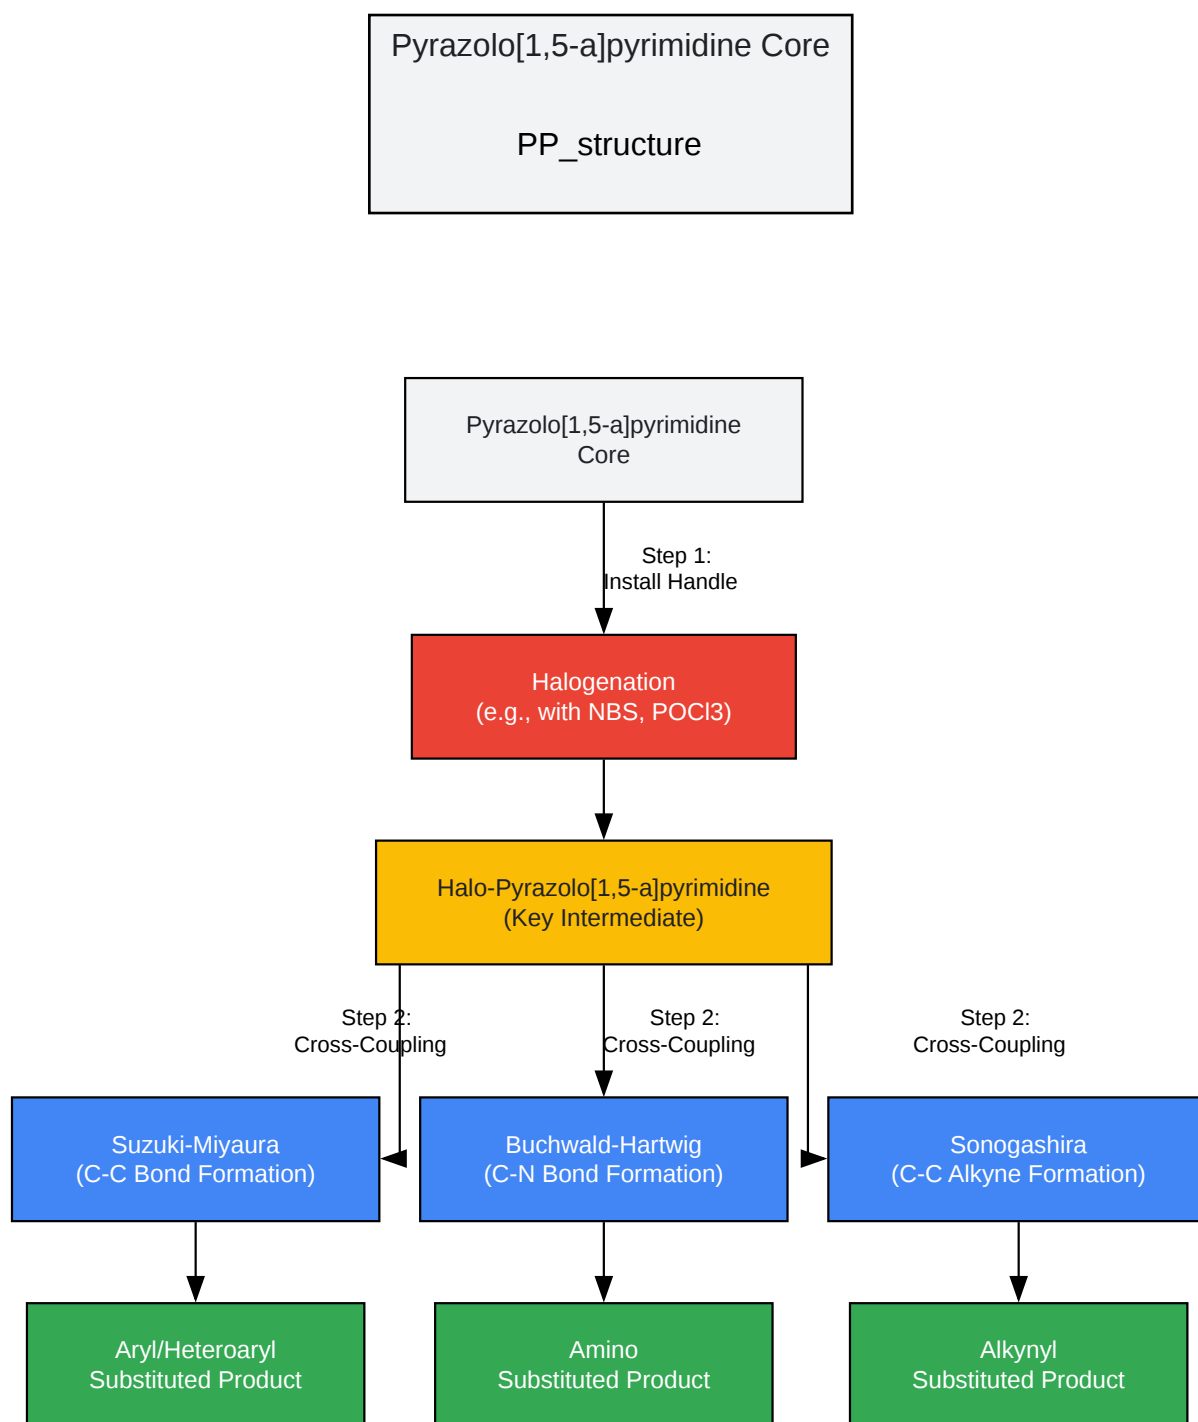 Pyrazolo[1,5-a]pyrimidine Core
PP_structure
Pyrazolo[1,5-a]pyrimidine
Core
Step 1:
Install Handle
Halogenation
(e.g., with NBS, POCl3)
Halo-Pyrazolo[1,5-a]pyrimidine
(Key Intermediate)
Step 2:
Cross-Coupling
Step 2:
Cross-Coupling
Step 2:
Cross-Coupling
Suzuki-Miyaura
(C-C Bond Formation)
Buchwald-Hartwig
(C-N Bond Formation)
Sonogashira
(C-C Alkyne Formation)
Aryl/Heteroaryl
Substituted Product
Amino
Substituted Product
Alkynyl
Substituted Product